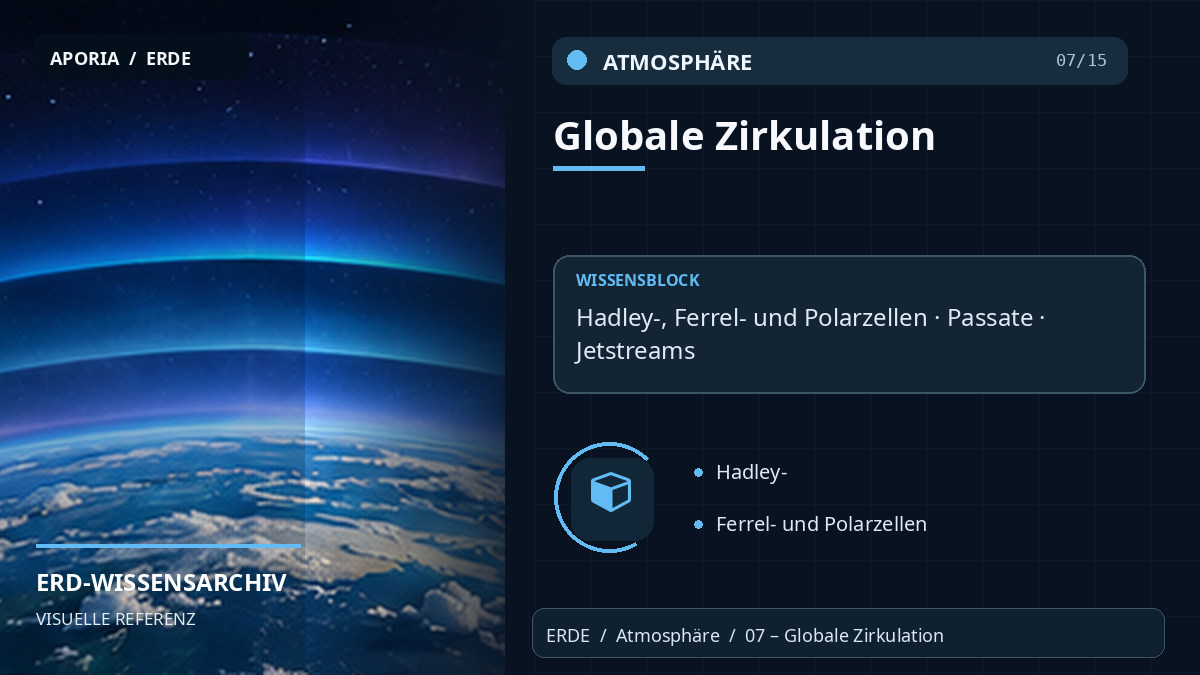 APORIA / ERDE
ERD-WISSENSARCHIV
VISUELLE REFERENZ
ATMOSPHÄRE
07/15
Globale Zirkulation
WISSENSBLOCK
Hadley-, Ferrel- und Polarzellen · Passate ·
Jetstreams
Hadley-
Ferrel- und Polarzellen
ERDE / Atmosphäre / 07 – Globale Zirkulation